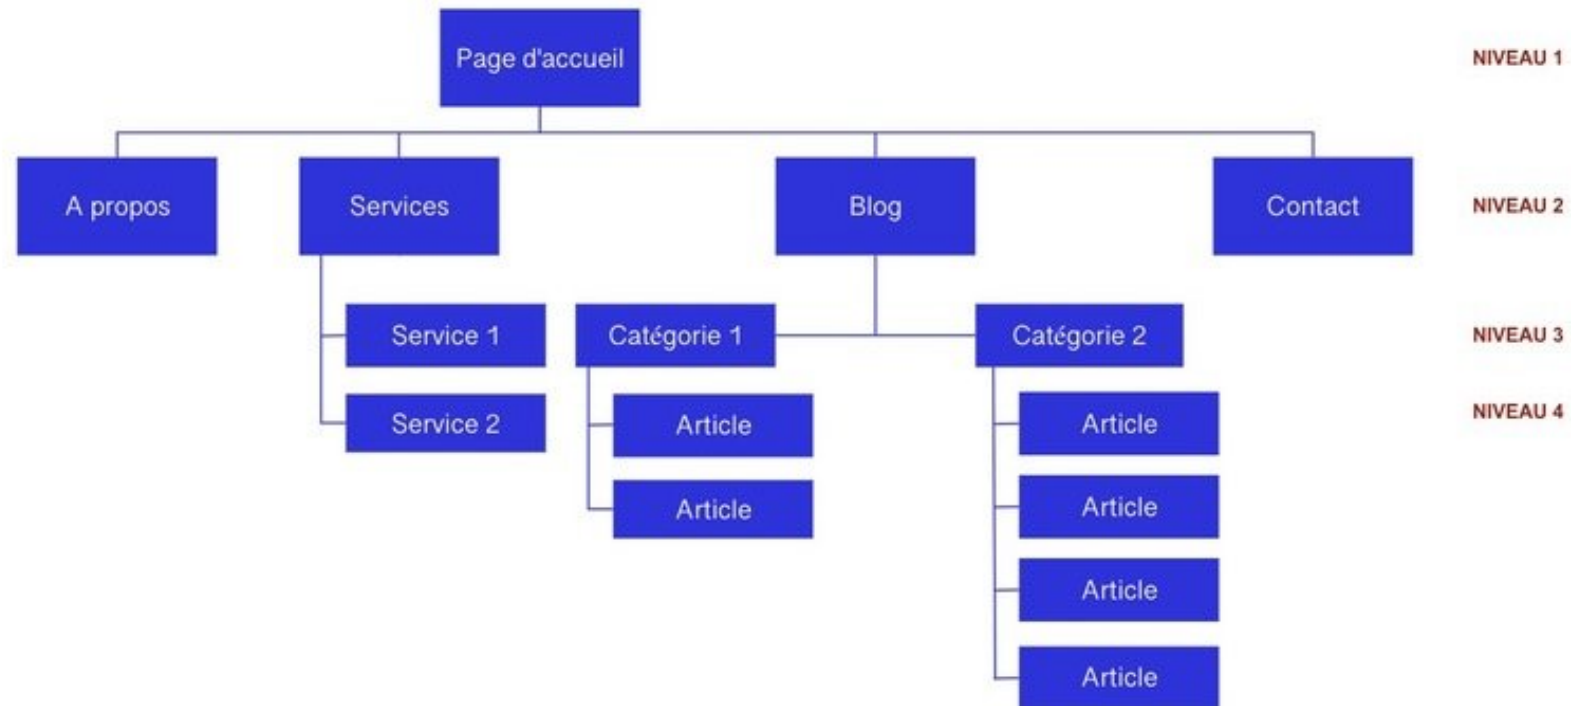 Page d'accueil
NIVEAU 1
A propos
Services
Blog
Contact
NIVEAU 2
Service 1
Catégorie 1
Catégorie 2
NIVEAU 3
Service 2
Article
Article
NIVEAU 4
Article
Article
Article
Article